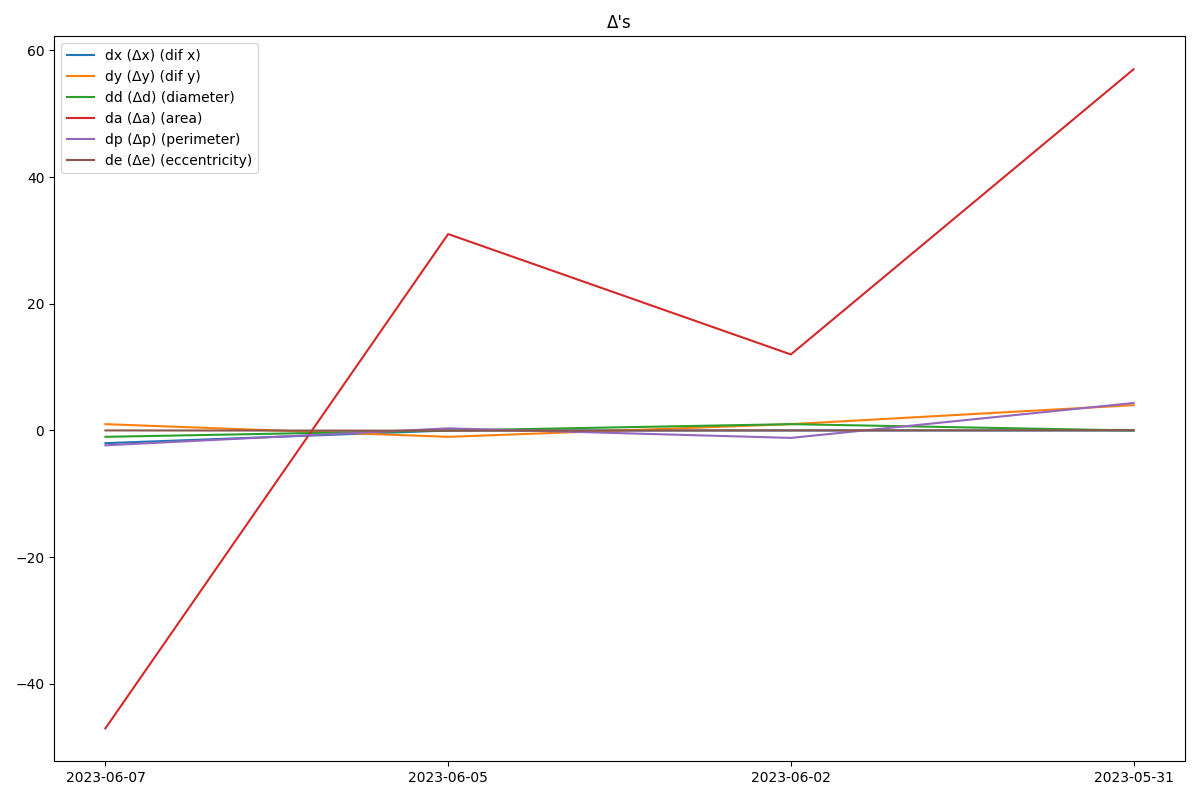 Δ's
dx (Δx) (dif x)
dy (Δy) (dif y)
dd (Δd) (diameter)
da (Δa) (area)
dp (Δp) (perimeter)
de (Δe) (eccentricity)
60
40
20
0
−20
−40
2023-06-07 2023-06-05 2023-06-02 2023-05-31